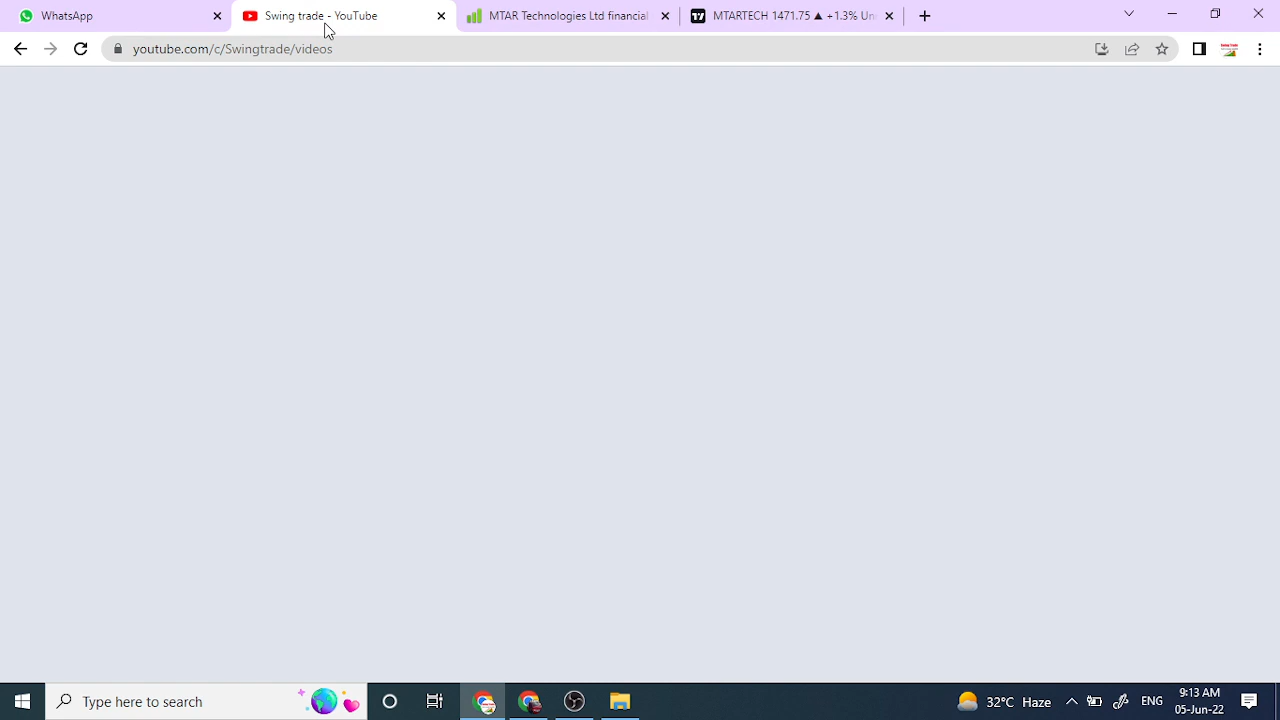 WhatsApp
Swing trade - YouTube
MTAR Technologies Ltd financial
MTARTECH 1471.75 ▲ +1.3% Un
youtube.com/c/Swingtrade/videos
Type here to search
32°C Haze
ENG
9:13 AM
05-Jun-22